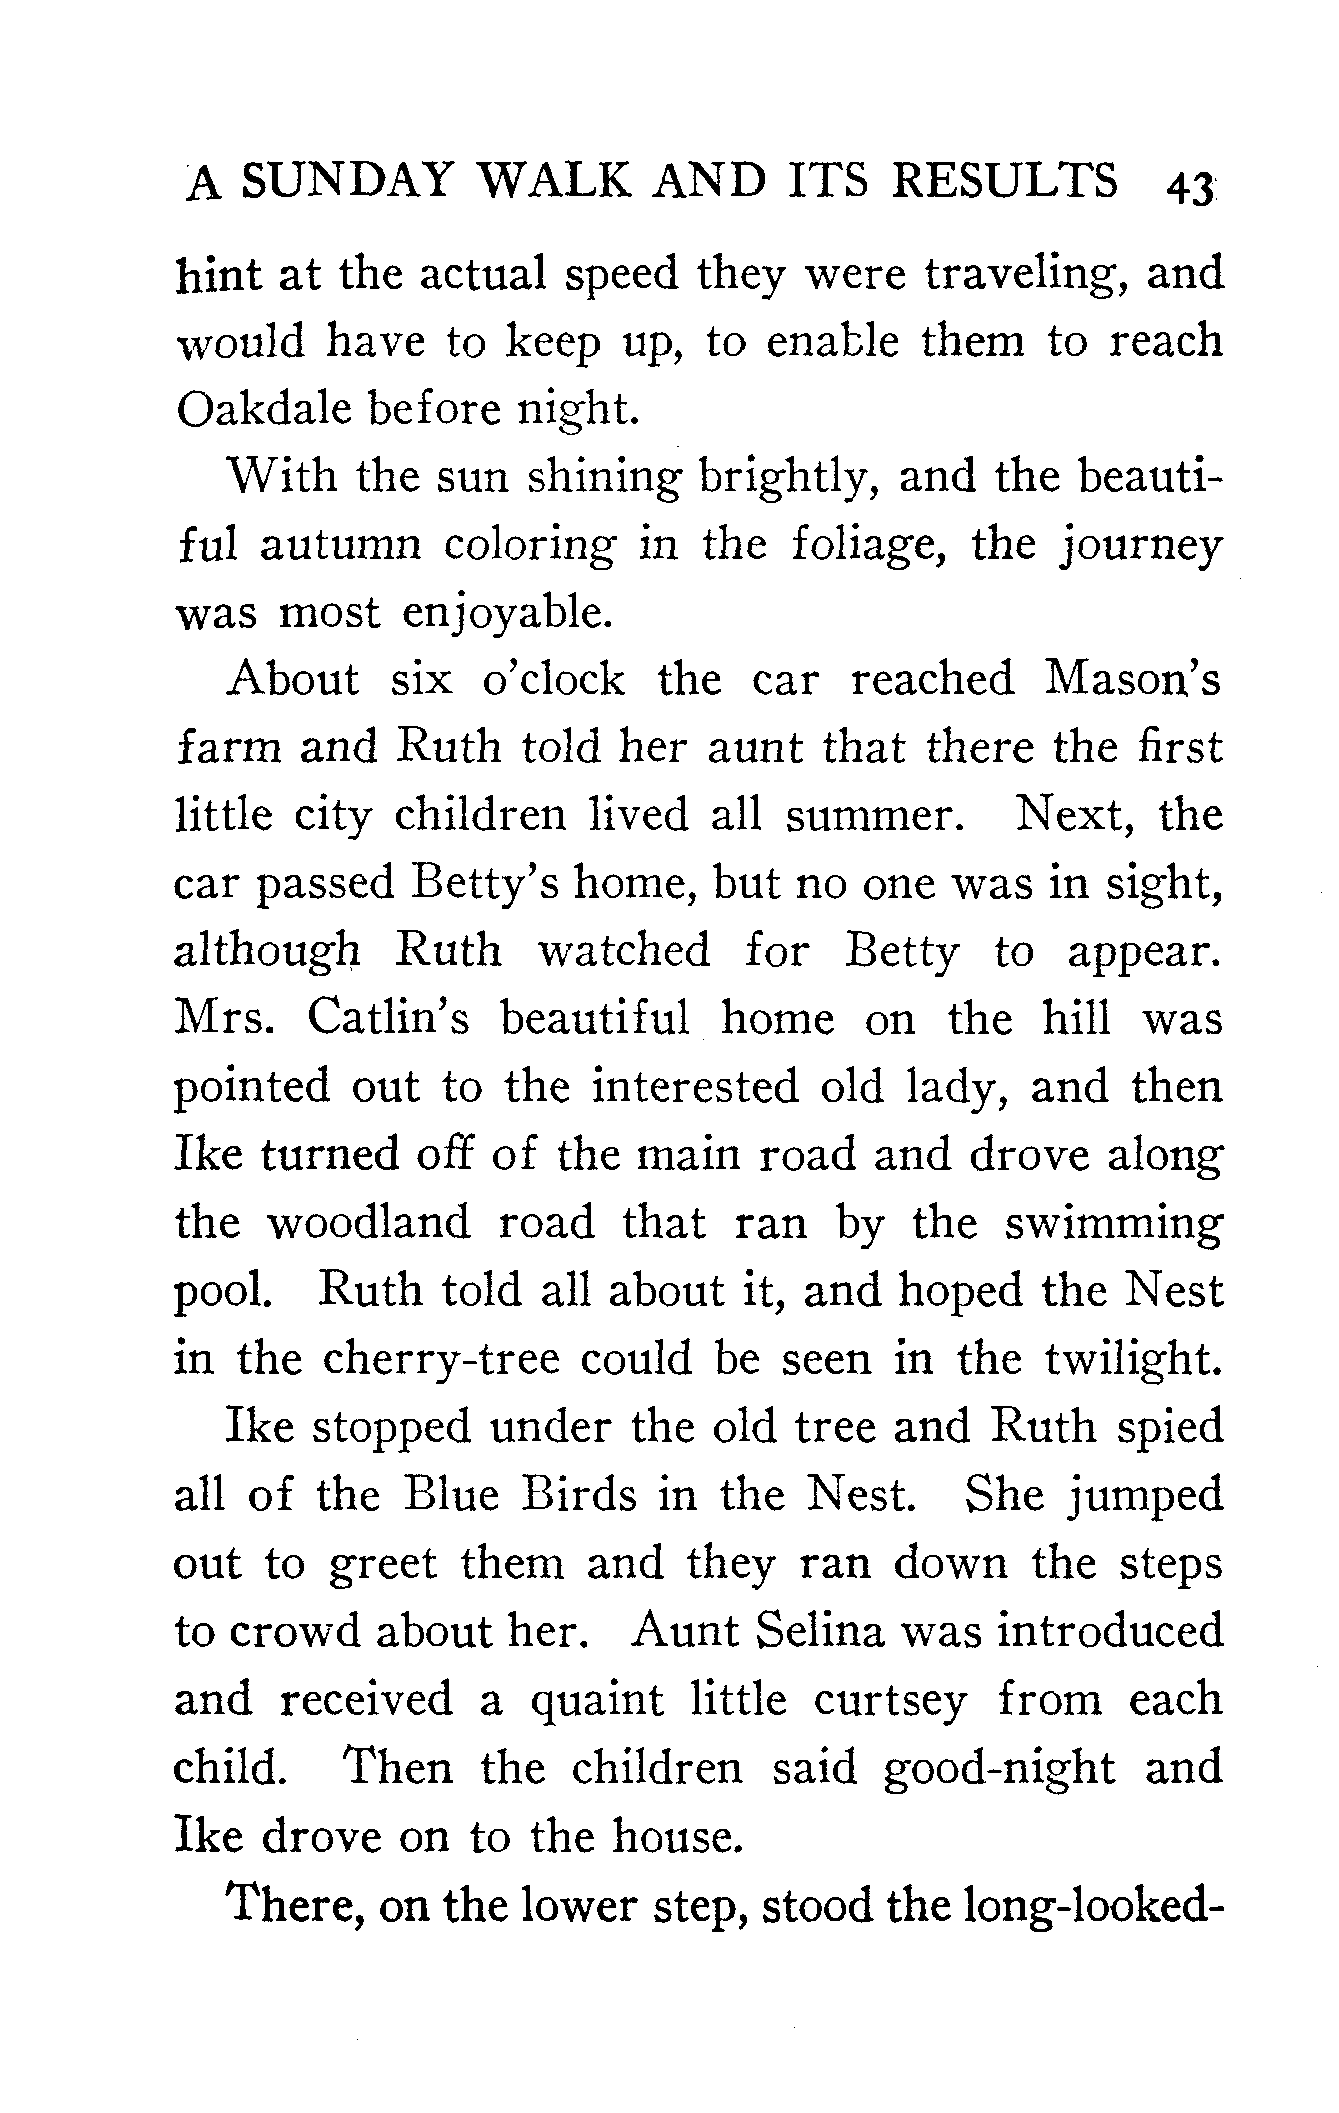 A SUNDAY WALK AND ITS RESULTS 43
hint at the actual speed they were traveling, and
would have to keep up, to enable them to reach
Oakdale before night.
With the sun shining brightly, and the beauti-
ful autumn coloring in the foliage, the journey
was most enjoyable.
About six o'clock the car reached Mason's
farm and Ruth told her aunt that there the first
little city children lived all summer. Next, the
car passed Betty's home, but no one was in sight,
although Ruth watched for Betty to appear.
Mrs. Catlin's beautiful home on the hill was
pointed out to the interested old lady, and then
Ike turned off of the main road and drove along
the woodland road that ran by the swimming
pool. Ruth told all about it, and hoped the Nest
in the cherry-tree could be seen in the twilight.
Ike stopped under the old tree and Ruth spied
all of the Blue Birds in the Nest. She jumped
out to greet them and they ran down the steps
to crowd about her. Aunt Selina was introduced
and received a quaint little curtsey from each
child. Then the children said good-night and
Ike drove on to the house.
There, on the lower step, stood the long-looked-